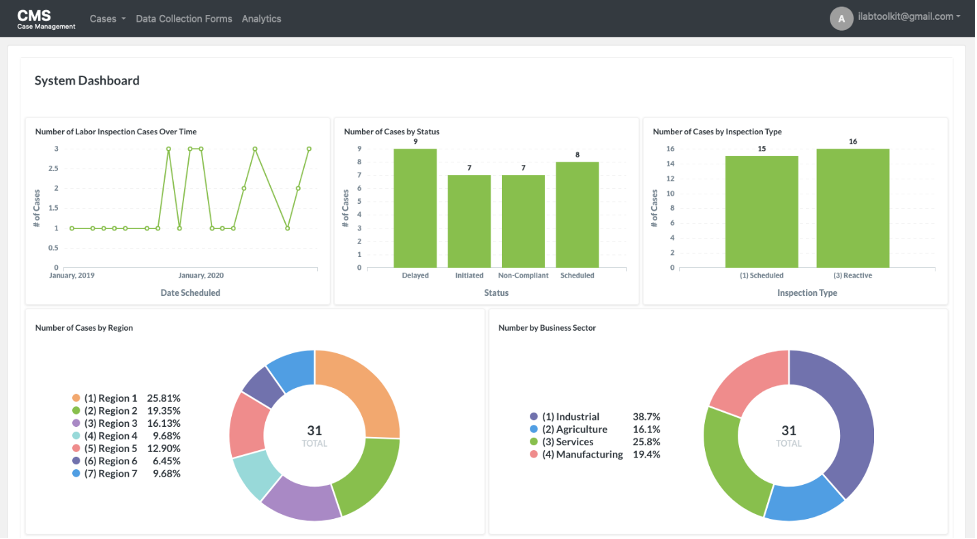 CMS
Case Management
Cases
Data Collection Forms
Analytics
A
ilabtoolkit@gmail.com
System Dashboard
Number of Labor Inspection Cases Over Time
3
2.5
2
1.5
1
0.5
0
# of Cases
January, 2019
January, 2020
Date Scheduled
Number of Cases by Status
9
8
7
6
5
4
3
2
1
0
# of Cases
9
7
7
8
Delayed
Initiated
Non-Compliant
Scheduled
Status
Number of Cases by Inspection Type
16
14
12
10
8
6
4
2
0
# of Cases
15
16
(1) Scheduled
(3) Reactive
Inspection Type
Number of Cases by Region
(1) Region 1 25.81%
(2) Region 2 19.35%
(3) Region 3 16.13%
(4) Region 4 9.68%
(5) Region 5 12.90%
(6) Region 6 6.45%
(7) Region 7 9.68%
31
TOTAL
Number by Business Sector
(1) Industrial 38.7%
(2) Agriculture 16.1%
(3) Services 25.8%
(4) Manufacturing 19.4%
31
TOTAL